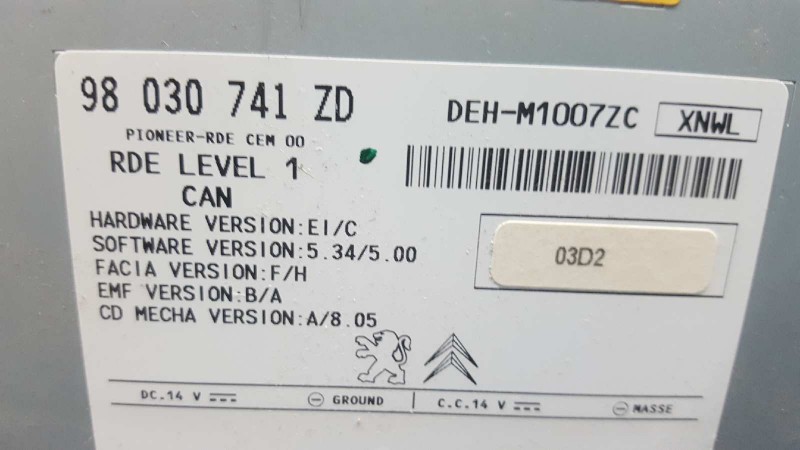 98 030 741 ZD
DEH-M1007ZC XNWL
PIONEER-RDE CEM 00
RDE LEVEL 1
CAN
HARDWARE VERSION:EI/C
SOFTWARE VERSION:5.34/5.00
03D2
FACIA VERSION:F/H
EMF VERSION:B/A
CD MECHA VERSION:A/8.05
DC.14 V GROUND C.C.14 V MASSE